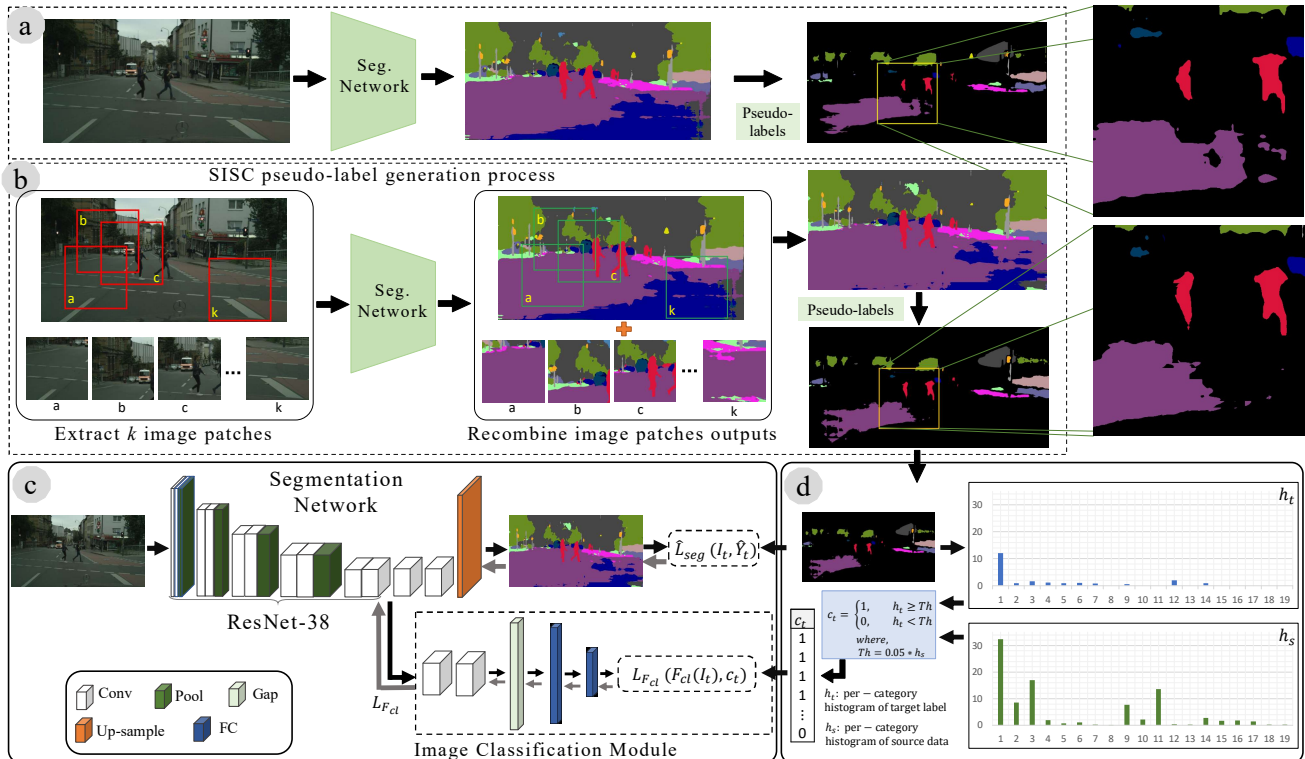 a
Seg.
Network
Pseudo-
labels
b
SISC pseudo-label generation process
b
c
a
k
a
b
c
...
k
Extract k image patches
Seg.
Network
b
c
a
k
a
b
c
...
k
Recombine image patches outputs
Pseudo-labels
c
Segmentation
Network
ResNet-38
L̂seg (It, Ŷt)
LFcl
LFcl (Fcl(It), ct)
Image Classification Module
Conv
Pool
Gap
Up-sample
FC
d
ht
30
20
10
0
1 2 3 4 5 6 7 8 9 10 11 12 13 14 15 16 17 18 19
ct = {1, ht ≥ Th
0, ht < Th
where,
Th = 0.05 * hs
ct
1
1
1
1
⋮
0
ht: per − category
histogram of target label
hs: per − category
histogram of source data
hs
30
20
10
0
1 2 3 4 5 6 7 8 9 10 11 12 13 14 15 16 17 18 19